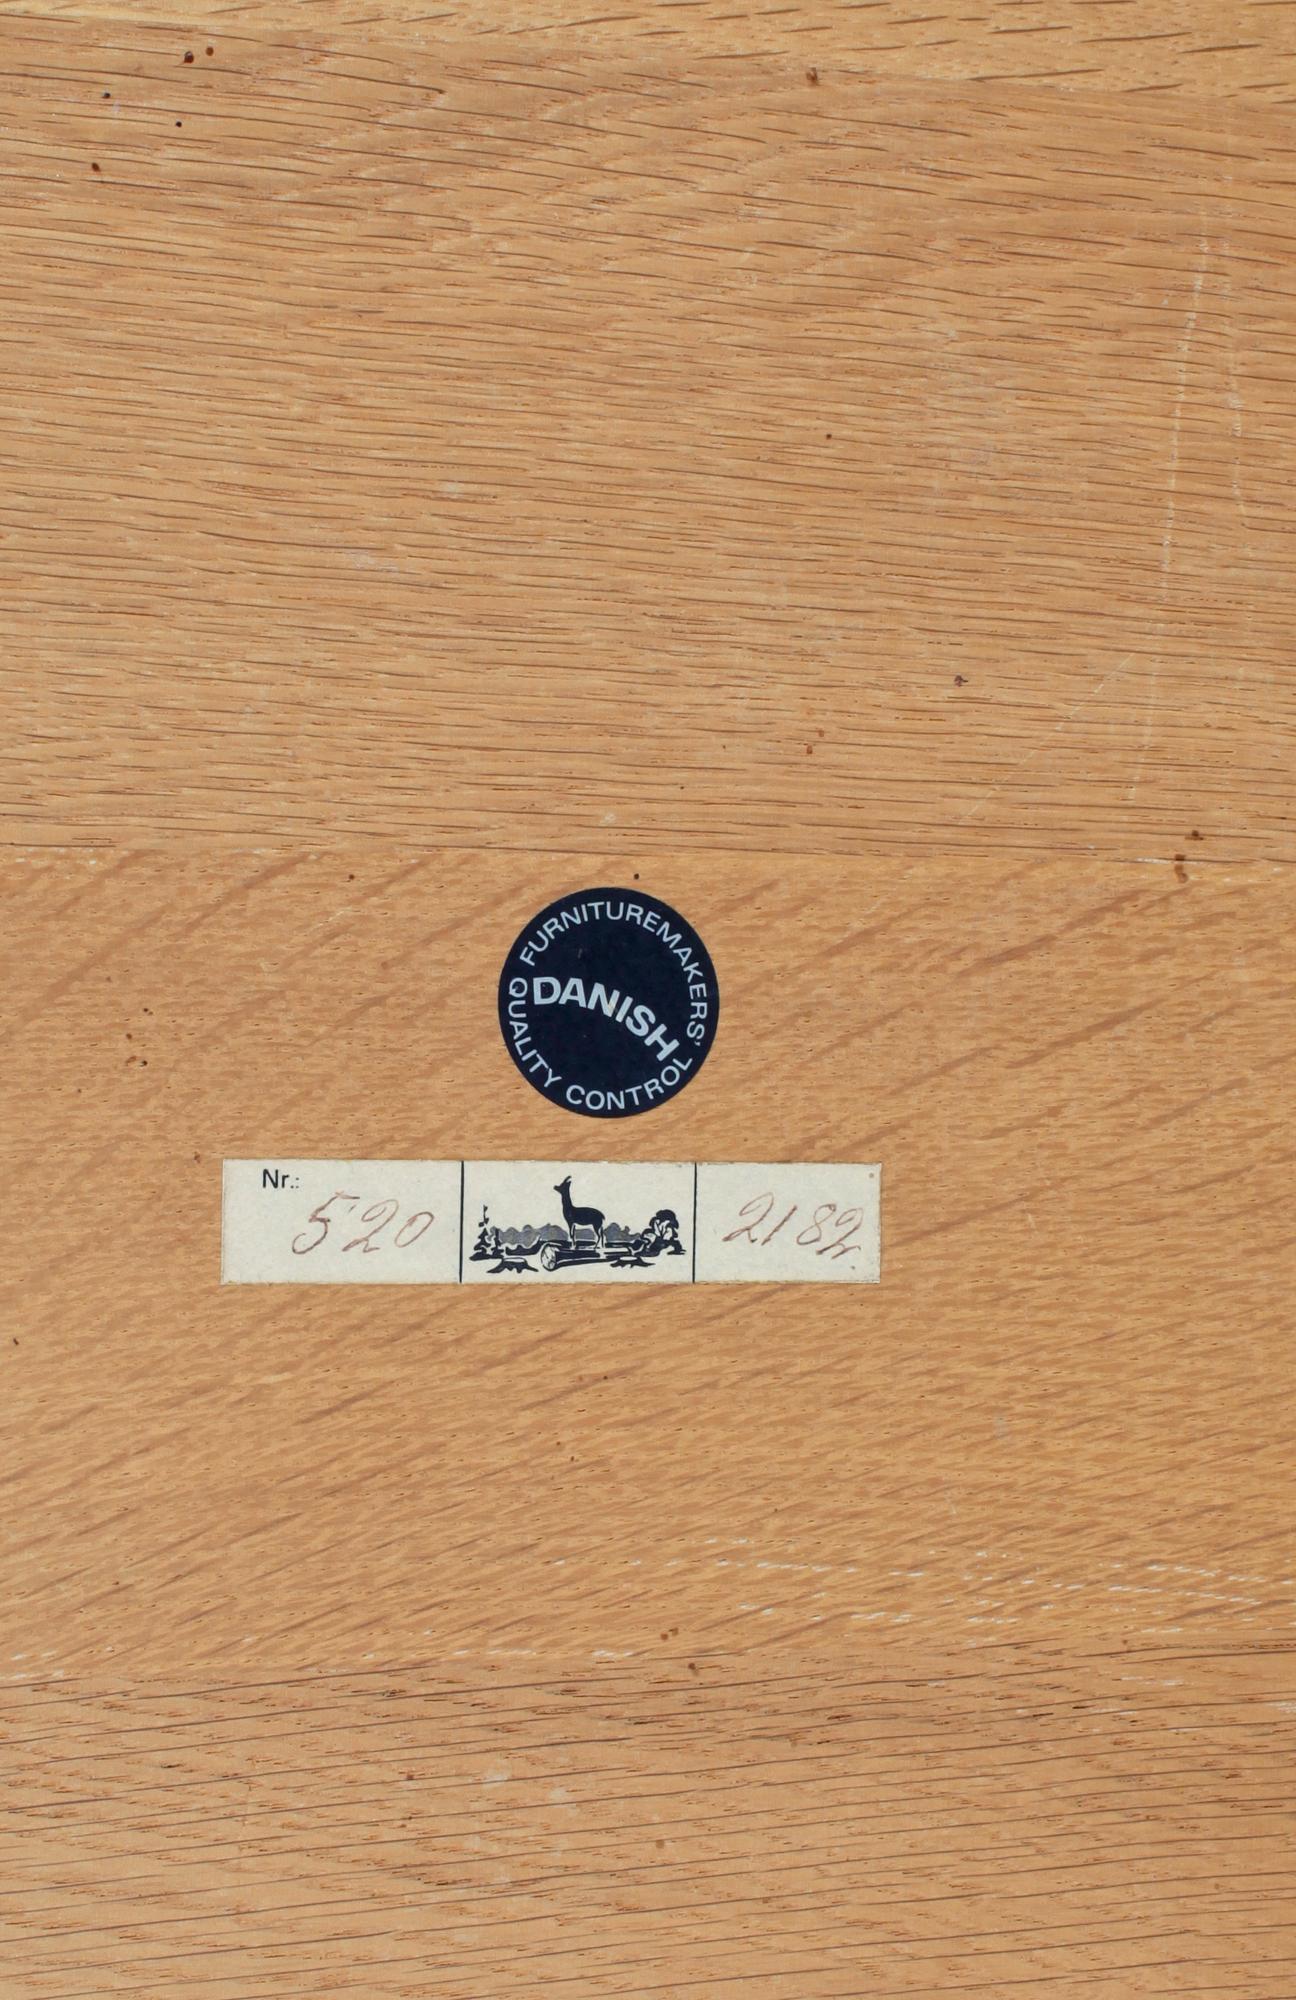 FURNITUREMAKERS'
DANISH
QUALITY CONTROL
Nr.: 520 2182